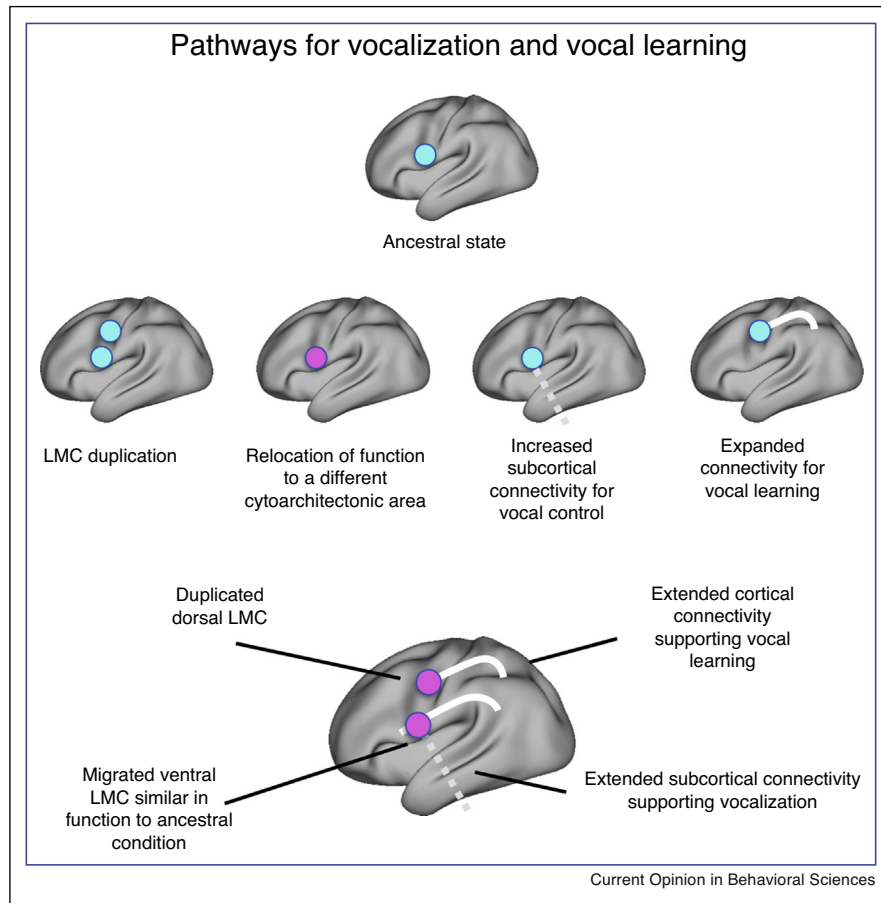 Pathways for vocalization and vocal learning
Ancestral state
LMC duplication
Relocation of function
to a different
cytoarchitectonic area
Increased
subcortical
connectivity for
vocal control
Expanded
connectivity for
vocal learning
Duplicated
dorsal LMC
Extended cortical
connectivity
supporting vocal
learning
Migrated ventral
LMC similar in
function to ancestral
condition
Extended subcortical connectivity
supporting vocalization
Current Opinion in Behavioral Sciences